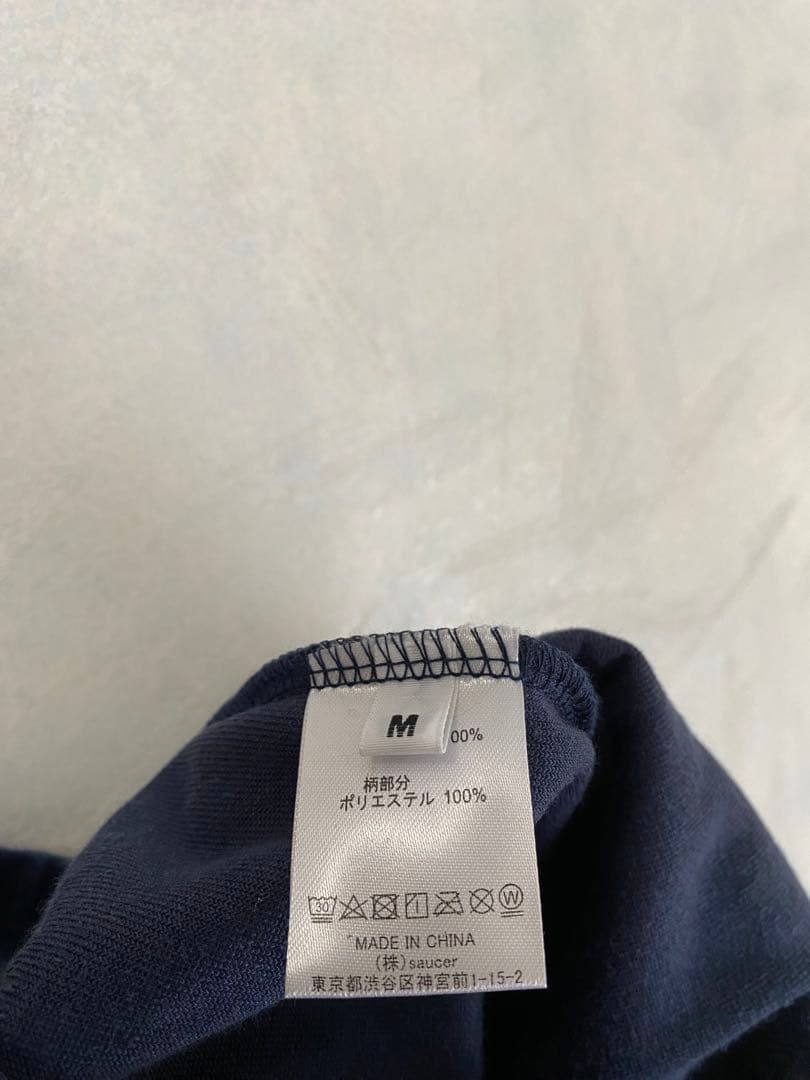 M
00%
柄部分
ポリエステル 100%
30 W
MADE IN CHINA
(株)saucer
東京都渋谷区神宮前1-15-2